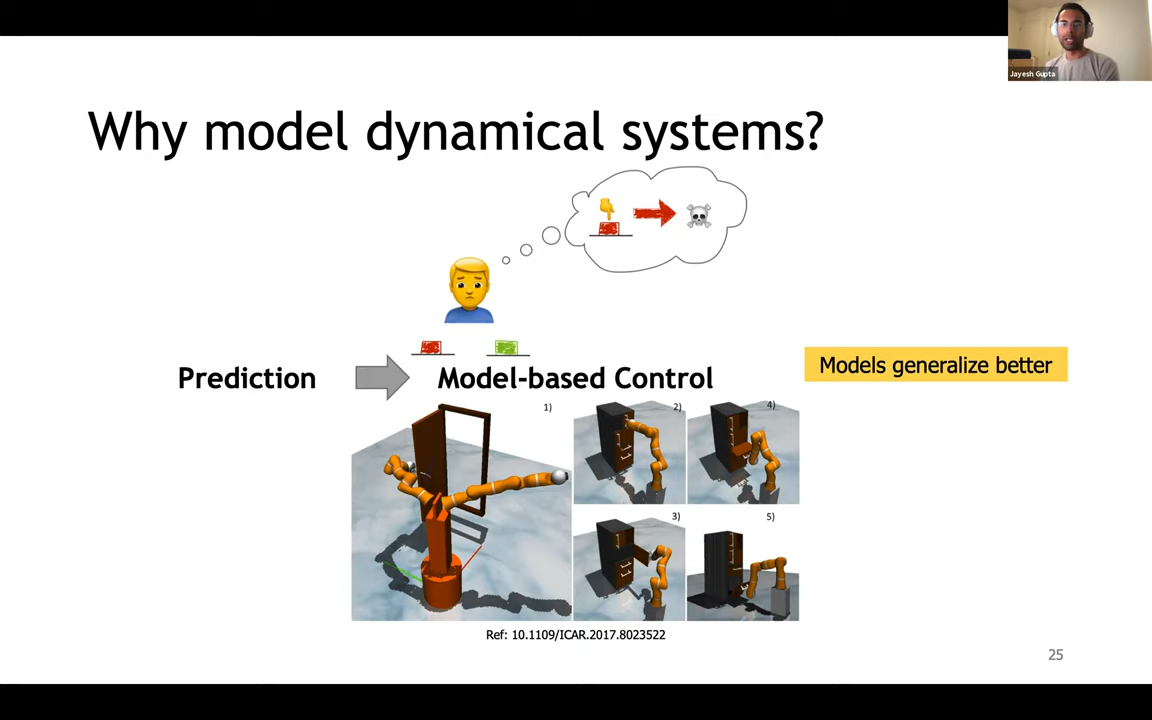 Jayesh Gupta
Why model dynamical systems?
Prediction
Model-based Control
Models generalize better
1)
2)
4)
3)
5)
Ref: 10.1109/ICAR.2017.8023522
25